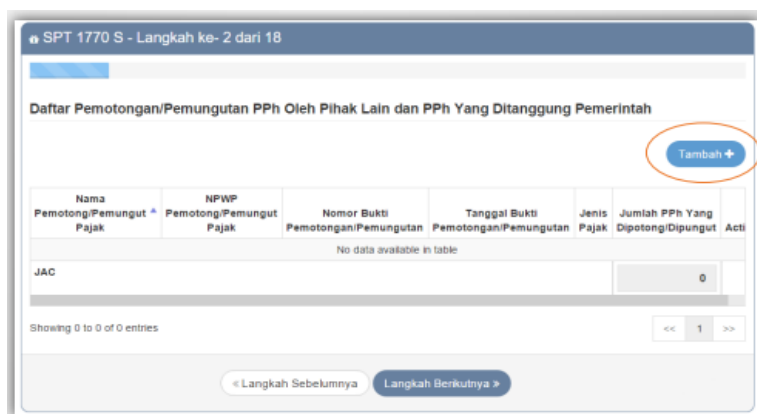 SPT 1770 S - Langkah ke- 2 dari 18
Daftar Pemotongan/Pemungutan PPh Oleh Pihak Lain dan PPh Yang Ditanggung Pemerintah
Tambah +
Nama Pemotong/Pemungut Pajak
NPWP Pemotong/Pemungut Pajak
Nomor Bukti Pemotongan/Pemungutan
Tanggal Bukti Pemotongan/Pemungutan
Jenis Pajak
Jumlah PPh Yang Dipotong/Dipungut
Acti
No data available in table
JAC
0
Showing 0 to 0 of 0 entries
<< 1 >>
« Langkah Sebelumnya
Langkah Berikutnya »